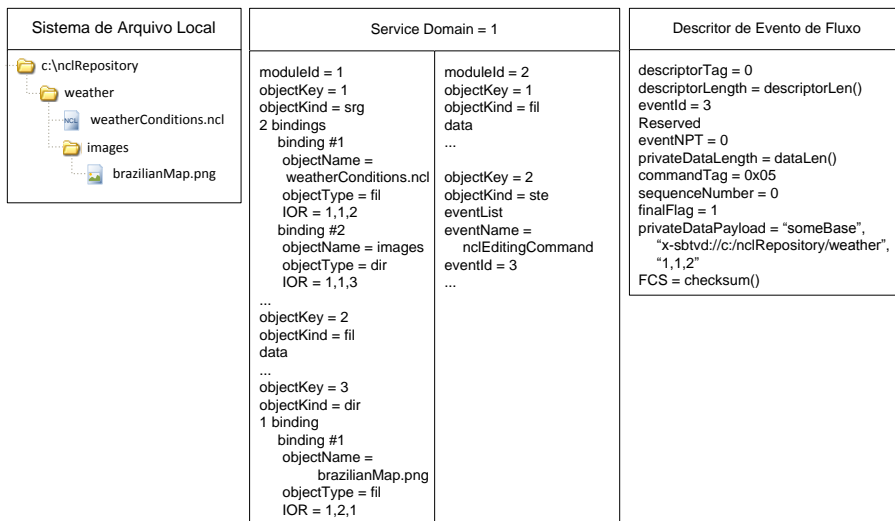 Sistema de Arquivo Local
c:\nclRepository
weather
NCL
weatherConditions.ncl
images
brazilianMap.png
Service Domain = 1
moduleId = 1
objectKey = 1
objectKind = srg
2 bindings
binding #1
objectName =
weatherConditions.ncl
objectType = fil
IOR = 1,1,2
binding #2
objectName = images
objectType = dir
IOR = 1,1,3
...
objectKey = 2
objectKind = fil
data
...
objectKey = 3
objectKind = dir
1 binding
binding #1
objectName =
brazilianMap.png
objectType = fil
IOR = 1,2,1
moduleId = 2
objectKey = 1
objectKind = fil
data
...
objectKey = 2
objectKind = ste
eventList
eventName =
nclEditingCommand
eventId = 3
...
Descritor de Evento de Fluxo
descriptorTag = 0
descriptorLength = descriptorLen()
eventId = 3
Reserved
eventNPT = 0
privateDataLength = dataLen()
commandTag = 0x05
sequenceNumber = 0
finalFlag = 1
privateDataPayload = “someBase”,
“x-sbtvd://c:/nclRepository/weather”,
“1,1,2”
FCS = checksum()